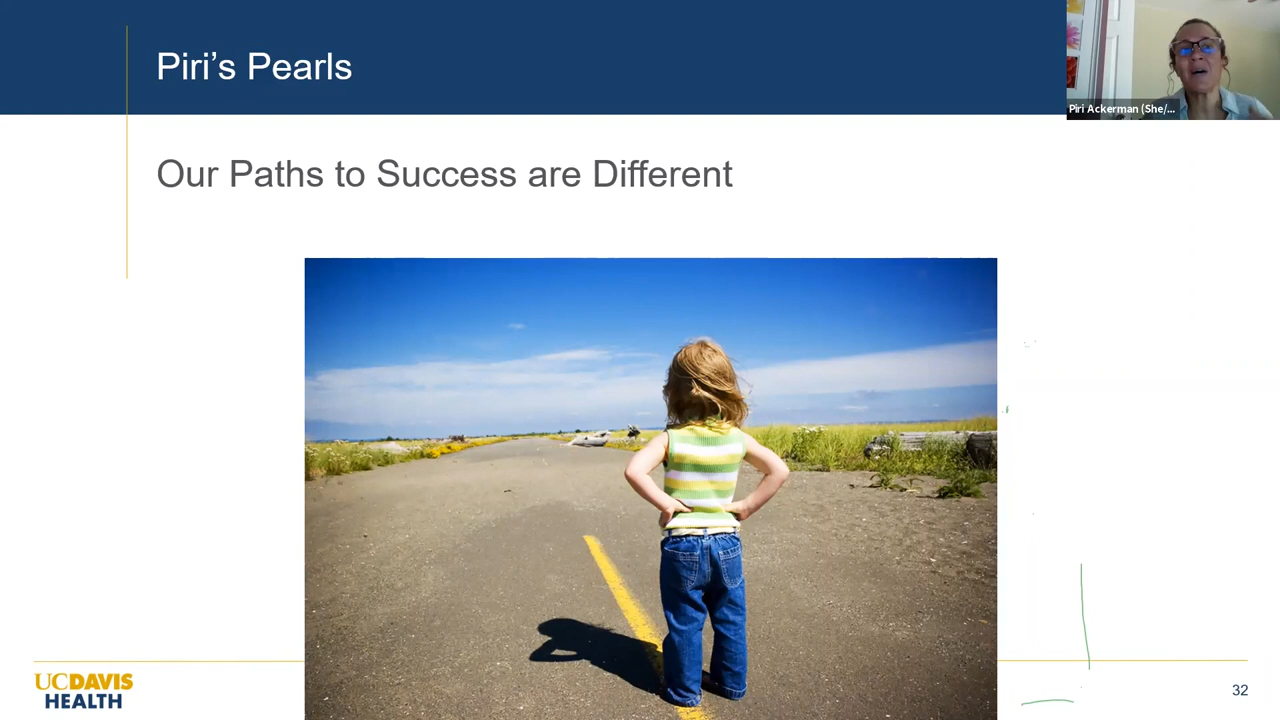 Piri's Pearls
Piri Ackerman (She/...
Our Paths to Success are Different
UCDAVIS
HEALTH
32